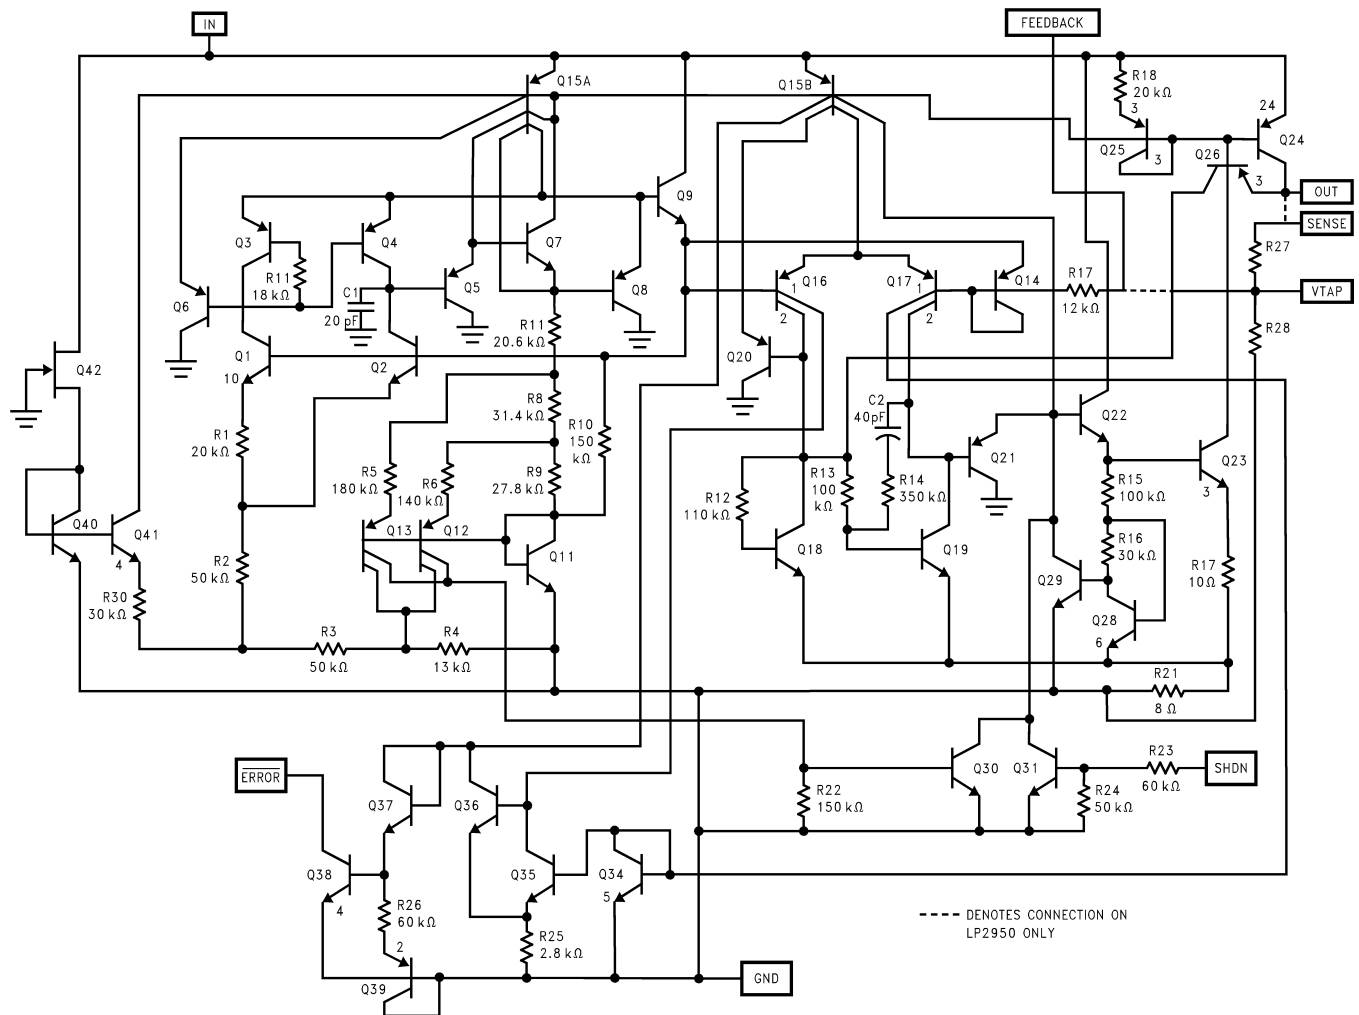 IN
FEEDBACK
Q15A
Q15B
R18
20 kΩ
3
24
Q24
Q25
3
Q26
3
OUT
SENSE
Q9
Q3
Q4
Q7
R27
R11
18 kΩ
C1
20 pF
Q5
Q8
Q16
1
2
Q17
1
2
Q14
R17
12 kΩ
VTAP
Q6
R11
20.6 kΩ
R28
Q1
10
Q2
Q20
Q42
R8
31.4 kΩ
R10
150
kΩ
C2
40pF
Q22
R1
20 kΩ
R5
180 kΩ
R6
140 kΩ
R9
27.8 kΩ
R13
100
kΩ
R14
350 kΩ
Q21
R15
100 kΩ
Q23
3
R12
110 kΩ
Q40
Q41
4
Q13
Q12
Q11
Q18
Q19
R16
30 kΩ
R2
50 kΩ
Q29
R17
10Ω
R30
30 kΩ
Q28
6
R3
50 kΩ
R4
13 kΩ
R21
8 Ω
ERROR
Q37
Q36
R22
150 kΩ
Q30
Q31
R23
60 kΩ
R24
50 kΩ
SHDN
Q38
4
Q35
Q34
5
R26
60 kΩ
R25
2.8 kΩ
2
Q39
GND
DENOTES CONNECTION ON
LP2950 ONLY